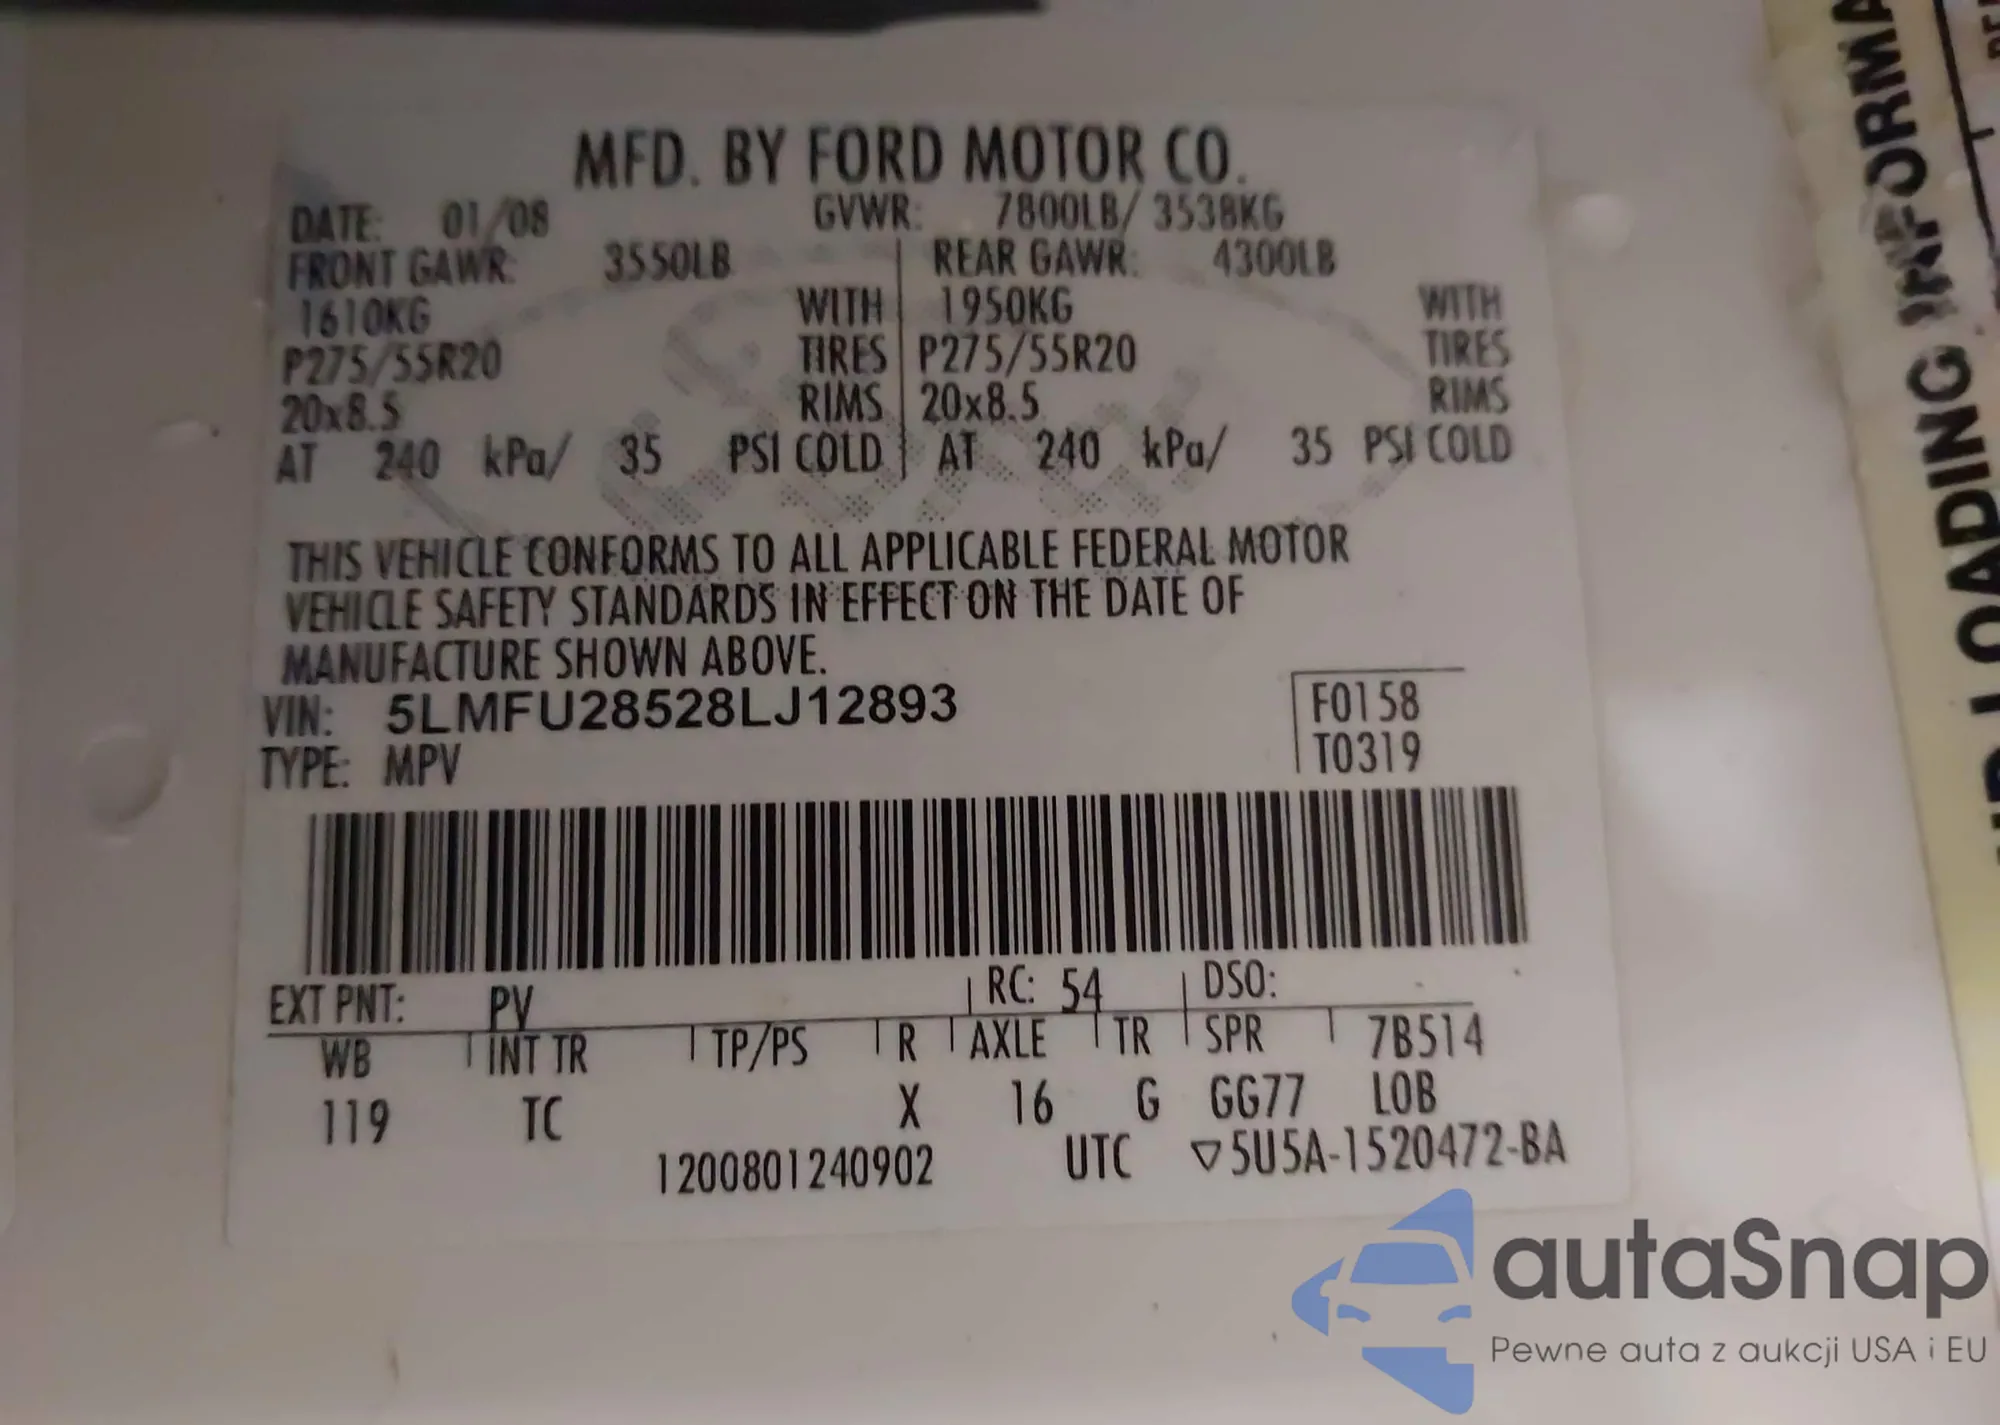 MFD. BY FORD MOTOR CO.
DATE: 01/08 GVWR: 7800LB/ 3538KG
FRONT GAWR: 3550LB REAR GAWR: 4300LB
1610KG WITH 1950KG WITH
P275/55R20 TIRES P275/55R20 TIRES
20x8.5 RIMS 20x8.5 RIMS
AT 240 kPa/ 35 PSI COLD AT 240 kPa/ 35 PSI COLD
THIS VEHICLE CONFORMS TO ALL APPLICABLE FEDERAL MOTOR
VEHICLE SAFETY STANDARDS IN EFFECT ON THE DATE OF
MANUFACTURE SHOWN ABOVE.
VIN: 5LMFU28528LJ12893 F0158
TYPE: MPV T0319
EXT PNT: PV RC: 54 DSO:
WB INT TR TP/PS R AXLE TR SPR 7B514
119 TC X 16 G GG77 LOB
1200801240902 UTC ▽5U5A-1520472-BA
LOADING INFORMA
autaSnap
Pewne auta z aukcji USA i EU